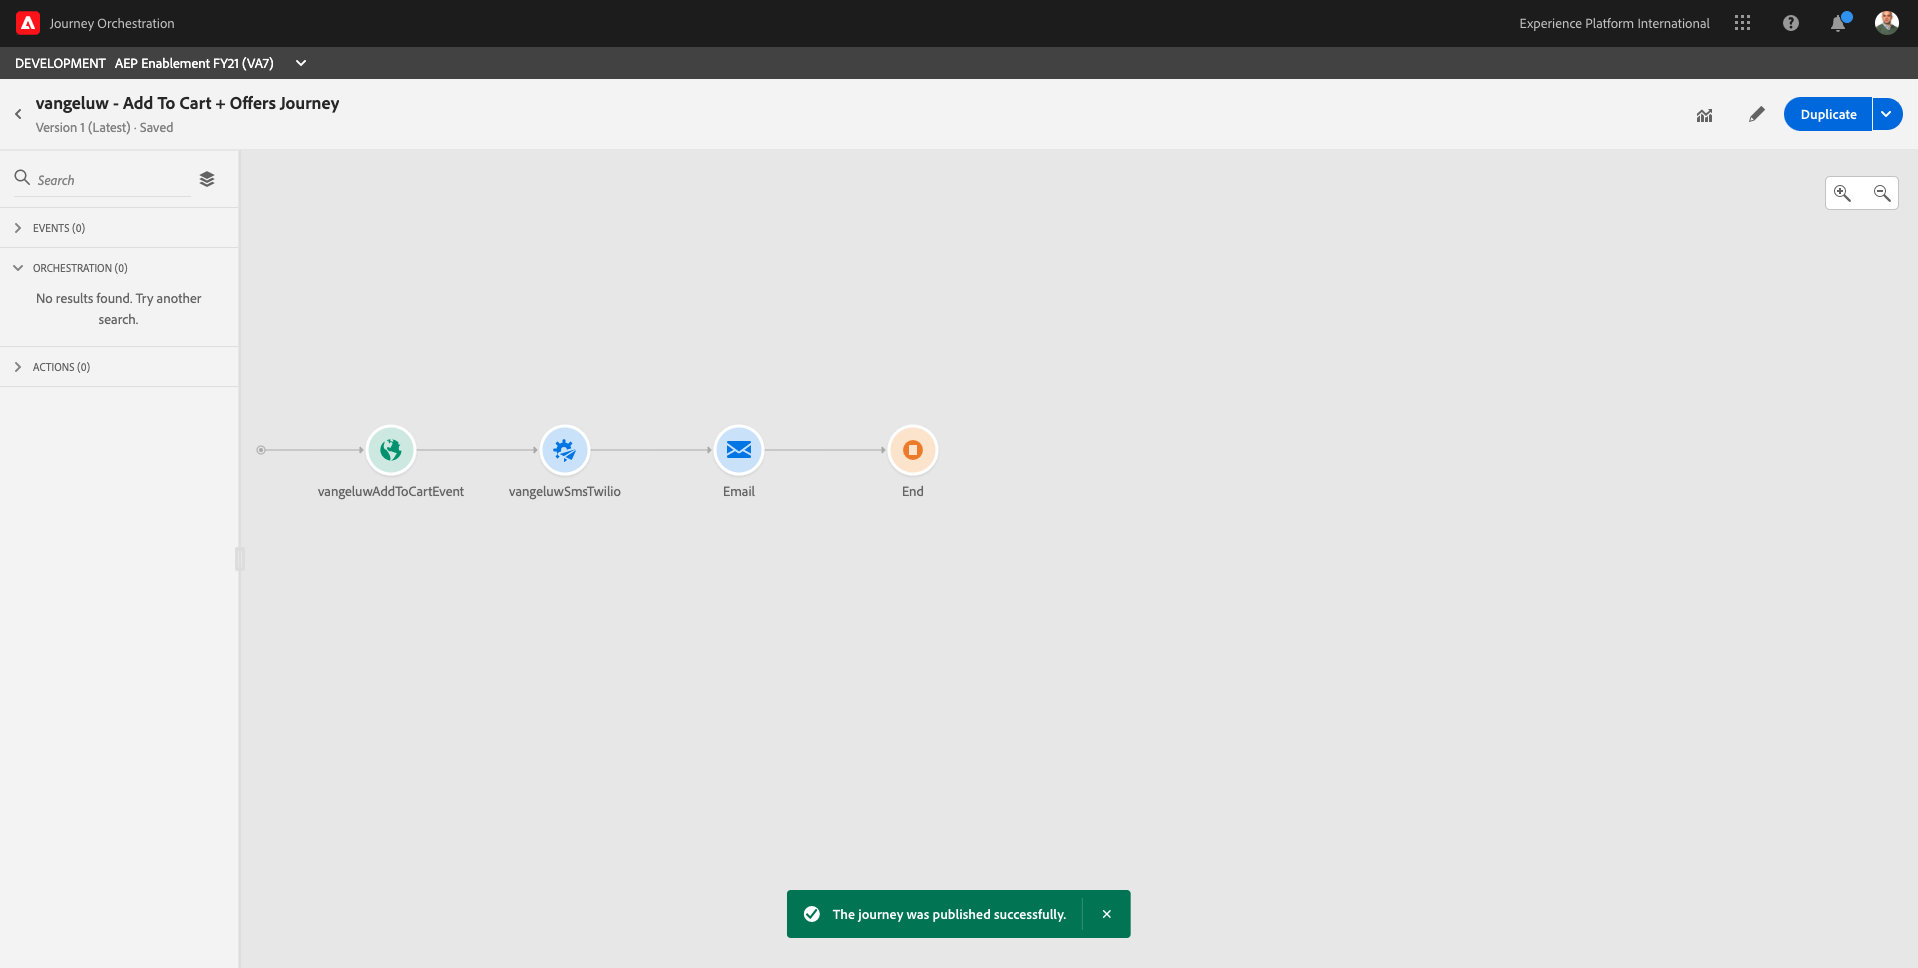 Journey Orchestration
Experience Platform International
DEVELOPMENT AEP Enablement FY21 (VA7)
vangeluw - Add To Cart + Offers Journey
Version 1 (Latest) · Saved
Duplicate
Search
EVENTS (0)
ORCHESTRATION (0)
No results found. Try another
search.
ACTIONS (0)
vangeluwAddToCartEvent
vangeluwSmsTwilio
Email
End
The journey was published successfully.